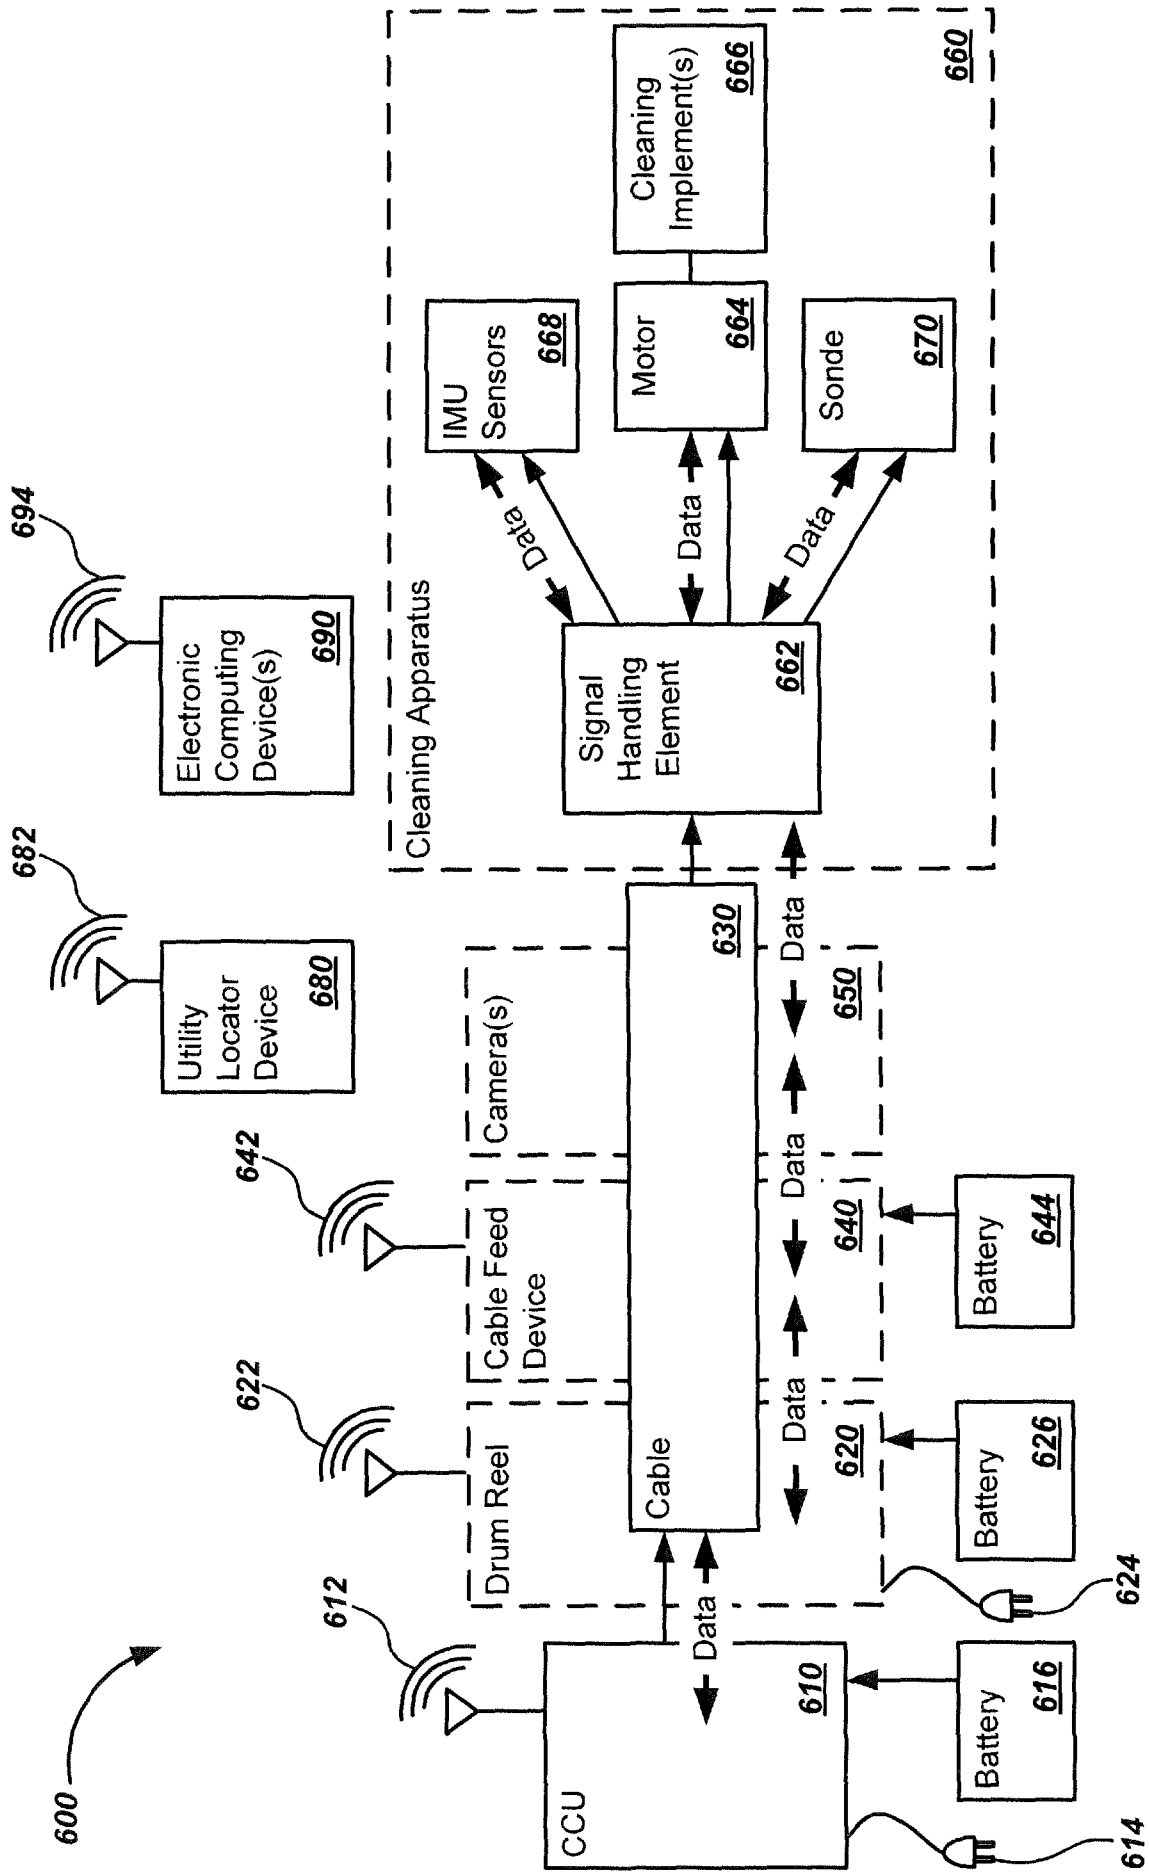 600
612
CCU
610
Data
614
Battery
616
622
Drum Reel
620
624
Battery
626
Cable
630
Data
642
Cable Feed
Device
640
Data
Battery
644
Camera(s)
650
Data
682
Utility
Locator
Device
680
694
Electronic
Computing
Device(s)
690
Cleaning Apparatus
660
Signal
Handling
Element
662
Data
IMU
Sensors
668
Data
Motor
664
Cleaning
Implement(s)
666
Data
Sonde
670